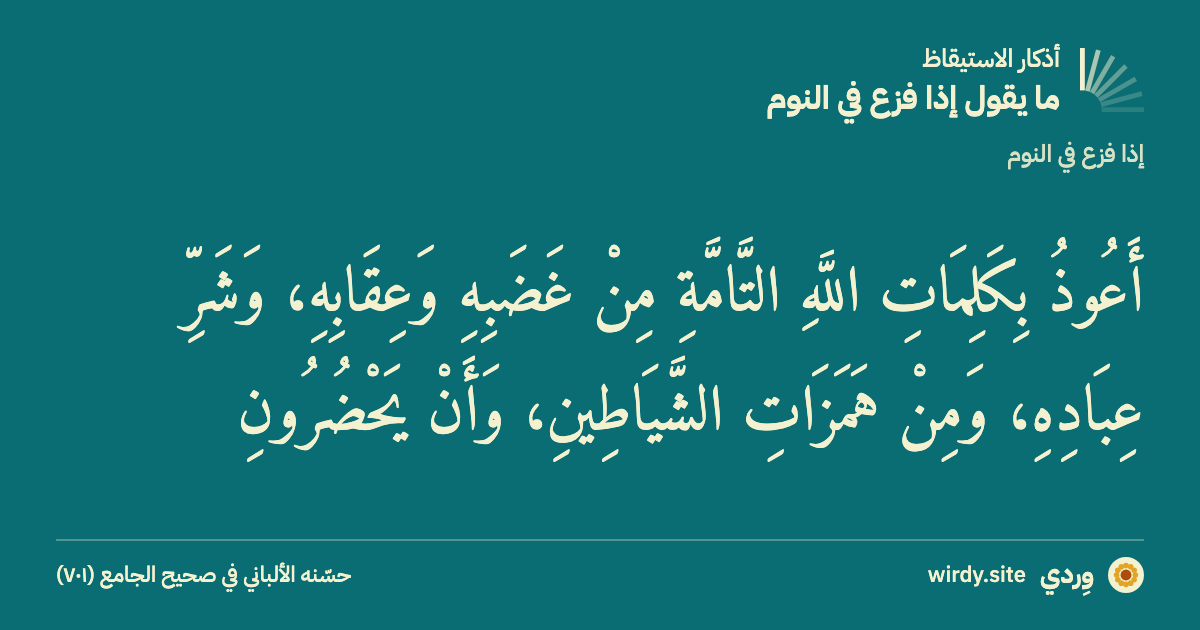 أذكار الاستيقاظ
ما يقول إذا فزع في النوم
إذا فزع في النوم
أَعُوذُ بِكَلِمَاتِ اللَّهِ التَّامَّةِ مِنْ غَضَبِهِ وَعِقَابِهِ، وَشَرِّ
عِبَادِهِ، وَمِنْ هَمَزَاتِ الشَّيَاطِينِ، وَأَنْ يَحْضُرُونِ
وِردي wirdy.site
حسّنه الألباني في صحيح الجامع (٧٠١)